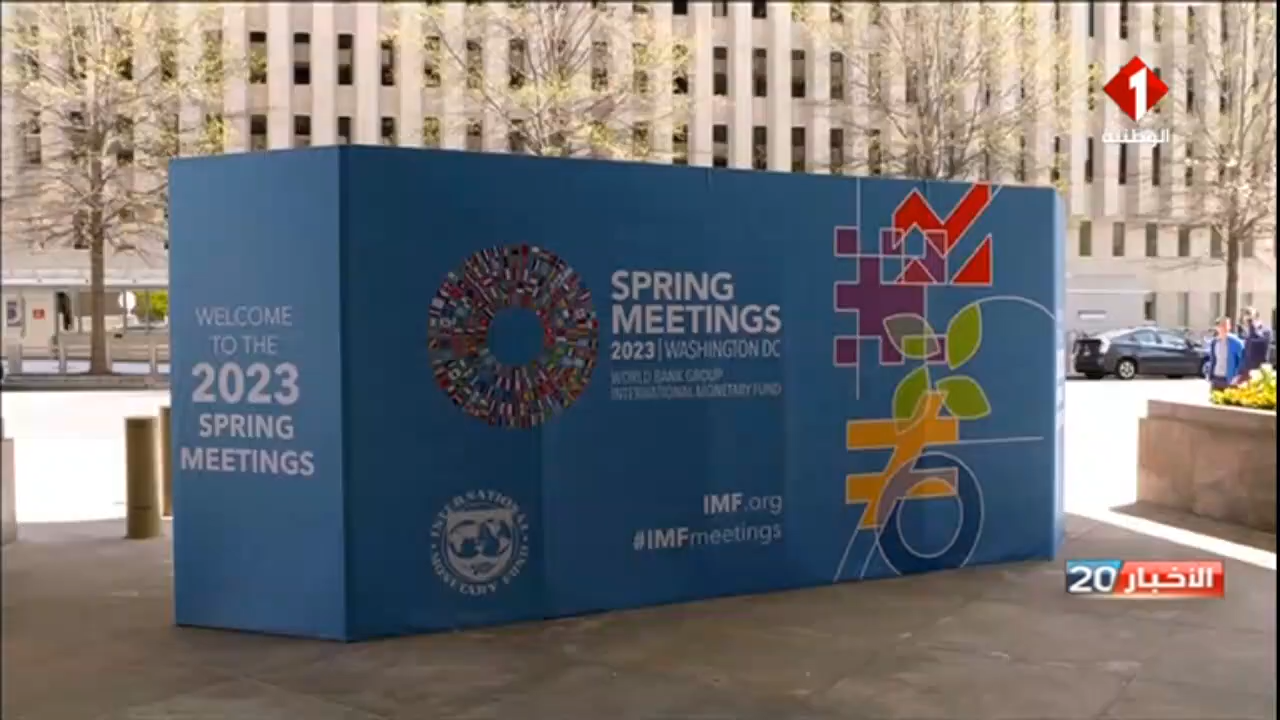 1
الوطنية
WELCOME
TO THE
2023
SPRING
MEETINGS
SPRING
MEETINGS
2023 | WASHINGTON DC
WORLD BANK GROUP
INTERNATIONAL MONETARY FUND
INTERNATIONAL MONETARY FUND
IMF.org
#IMFmeetings
الأخبار 20